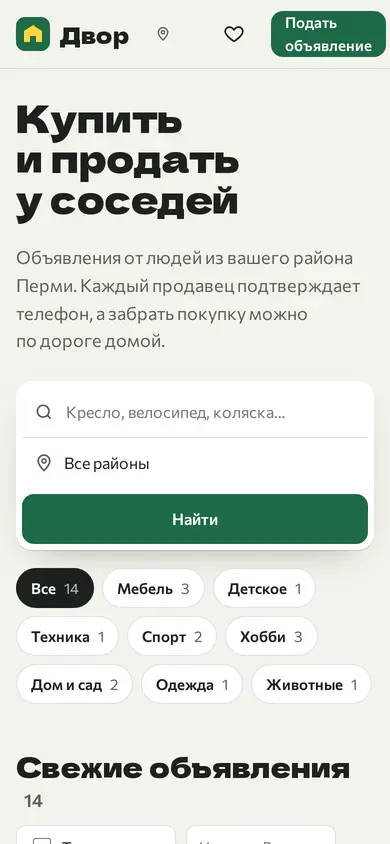 Двор
Подать
объявление
Купить
и продать
у соседей
Объявления от людей из вашего района
Перми. Каждый продавец подтверждает
телефон, а забрать покупку можно
по дороге домой.
Кресло, велосипед, коляска...
Все районы
Найти
Все 14
Мебель 3
Детское 1
Техника 1
Спорт 2
Хобби 3
Дом и сад 2
Одежда 1
Животные 1
Свежие объявления
14